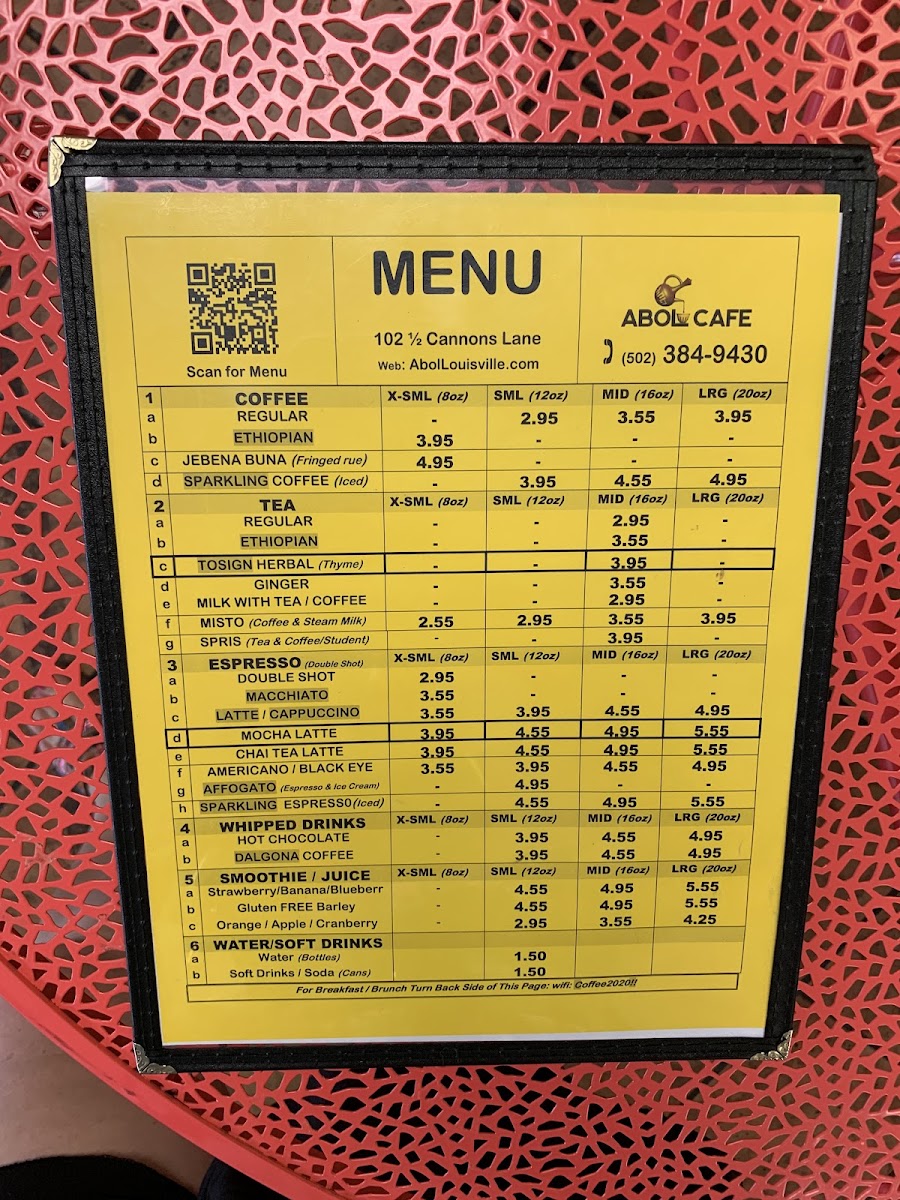 MENU
102 ½ Cannons Lane
Web: AbolLouisville.com
Scan for Menu
ABOL CAFE
(502) 384-9430
1 COFFEE X-SML (8oz) SML (12oz) MID (16oz) LRG (20oz)
a REGULAR - 2.95 3.55 3.95
b ETHIOPIAN 3.95 - - -
c JEBENA BUNA (Fringed rue) 4.95 - - -
d SPARKLING COFFEE (Iced) - 3.95 4.55 4.95
2 TEA X-SML (8oz) SML (12oz) MID (16oz) LRG (20oz)
a REGULAR - - 2.95 -
b ETHIOPIAN - - 3.55 -
c TOSIGN HERBAL (Thyme) - - 3.95 -
d GINGER - - 3.55 -
e MILK WITH TEA / COFFEE - - 2.95 -
f MISTO (Coffee & Steam Milk) 2.55 2.95 3.55 3.95
g SPRIS (Tea & Coffee/Student) - - 3.95 -
3 ESPRESSO (Double Shot) X-SML (8oz) SML (12oz) MID (16oz) LRG (20oz)
a DOUBLE SHOT 2.95 - - -
b MACCHIATO 3.55 - - -
c LATTE / CAPPUCCINO 3.55 3.95 4.55 4.95
d MOCHA LATTE 3.95 4.55 4.95 5.55
e CHAI TEA LATTE 3.95 4.55 4.95 5.55
f AMERICANO / BLACK EYE 3.55 3.95 4.55 4.95
g AFFOGATO (Espresso & Ice Cream) - 4.95 - -
h SPARKLING ESPRESS0 (Iced) - 4.55 4.95 5.55
4 WHIPPED DRINKS X-SML (8oz) SML (12oz) MID (16oz) LRG (20oz)
a HOT CHOCOLATE - 3.95 4.55 4.95
b DALGONA COFFEE - 3.95 4.55 4.95
5 SMOOTHIE / JUICE X-SML (8oz) SML (12oz) MID (16oz) LRG (20oz)
a Strawberry/Banana/Blueberr - 4.55 4.95 5.55
b Gluten FREE Barley - 4.55 4.95 5.55
c Orange / Apple / Cranberry - 2.95 3.55 4.25
6 WATER/SOFT DRINKS
a Water (Bottles) 1.50
b Soft Drinks / Soda (Cans) 1.50
For Breakfast / Brunch Turn Back Side of This Page: wifi: Coffee2020!!